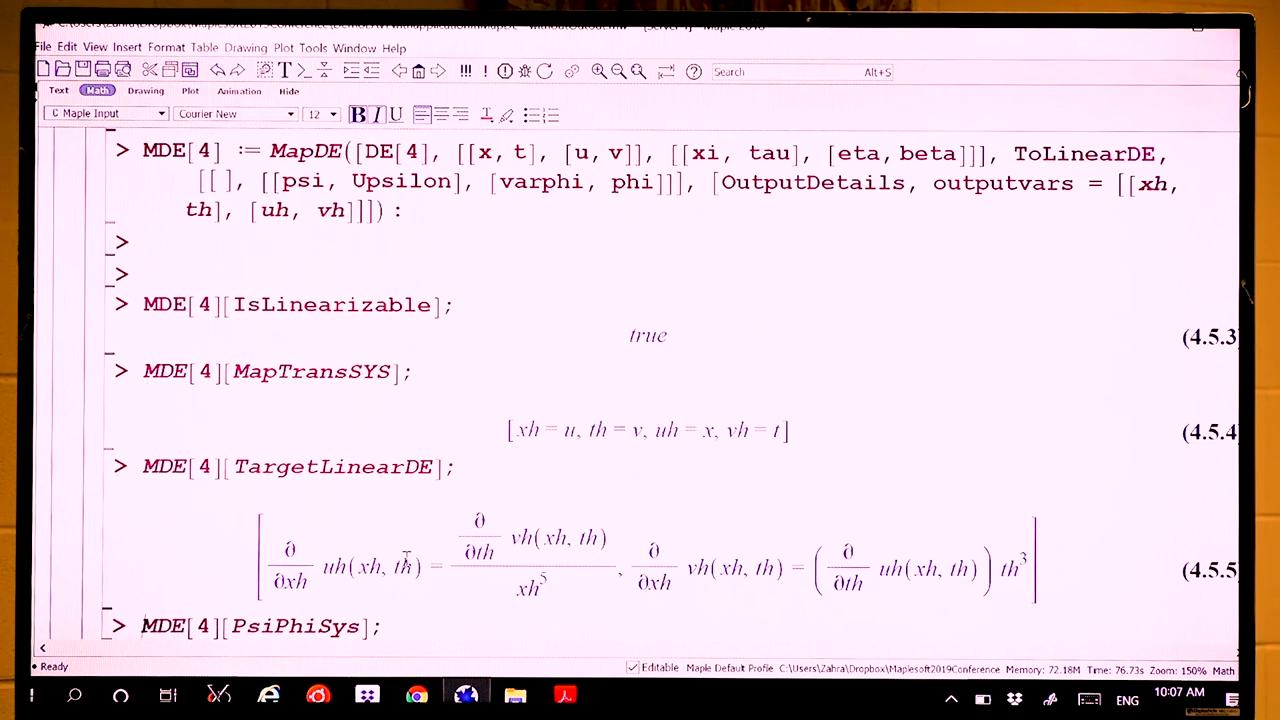 File Edit View Insert Format Table Drawing Plot Tools Window Help
Search Alt+S
Text Math Drawing Plot Animation Hide
C Maple Input Courier New 12 B I U
> MDE[4] := MapDE([DE[4], [[x, t], [u, v]], [[xi, tau], [eta, beta]]], ToLinearDE,
[[ ], [[psi, Upsilon], [varphi, phi]]], [OutputDetails, outputvars = [[xh,
th], [uh, vh]]]) :
>
>
> MDE[4][IsLinearizable];
true (4.5.3
> MDE[4][MapTransSYS];
[xh = u, th = v, uh = x, vh = t] (4.5.4
> MDE[4][TargetLinearDE];
[∂/∂xh uh(xh, th) = (∂/∂th vh(xh, th))/xh^5, ∂/∂xh vh(xh, th) = (∂/∂th uh(xh, th)) th^3] (4.5.5
> MDE[4][PsiPhiSys];
Ready Editable Maple Default Profile C:\Users\Zahra\Dropbox\Maplesoft2019Conference Memory: 72.18M Time: 76.73s Zoom: 150% Math
ENG 10:07 AM